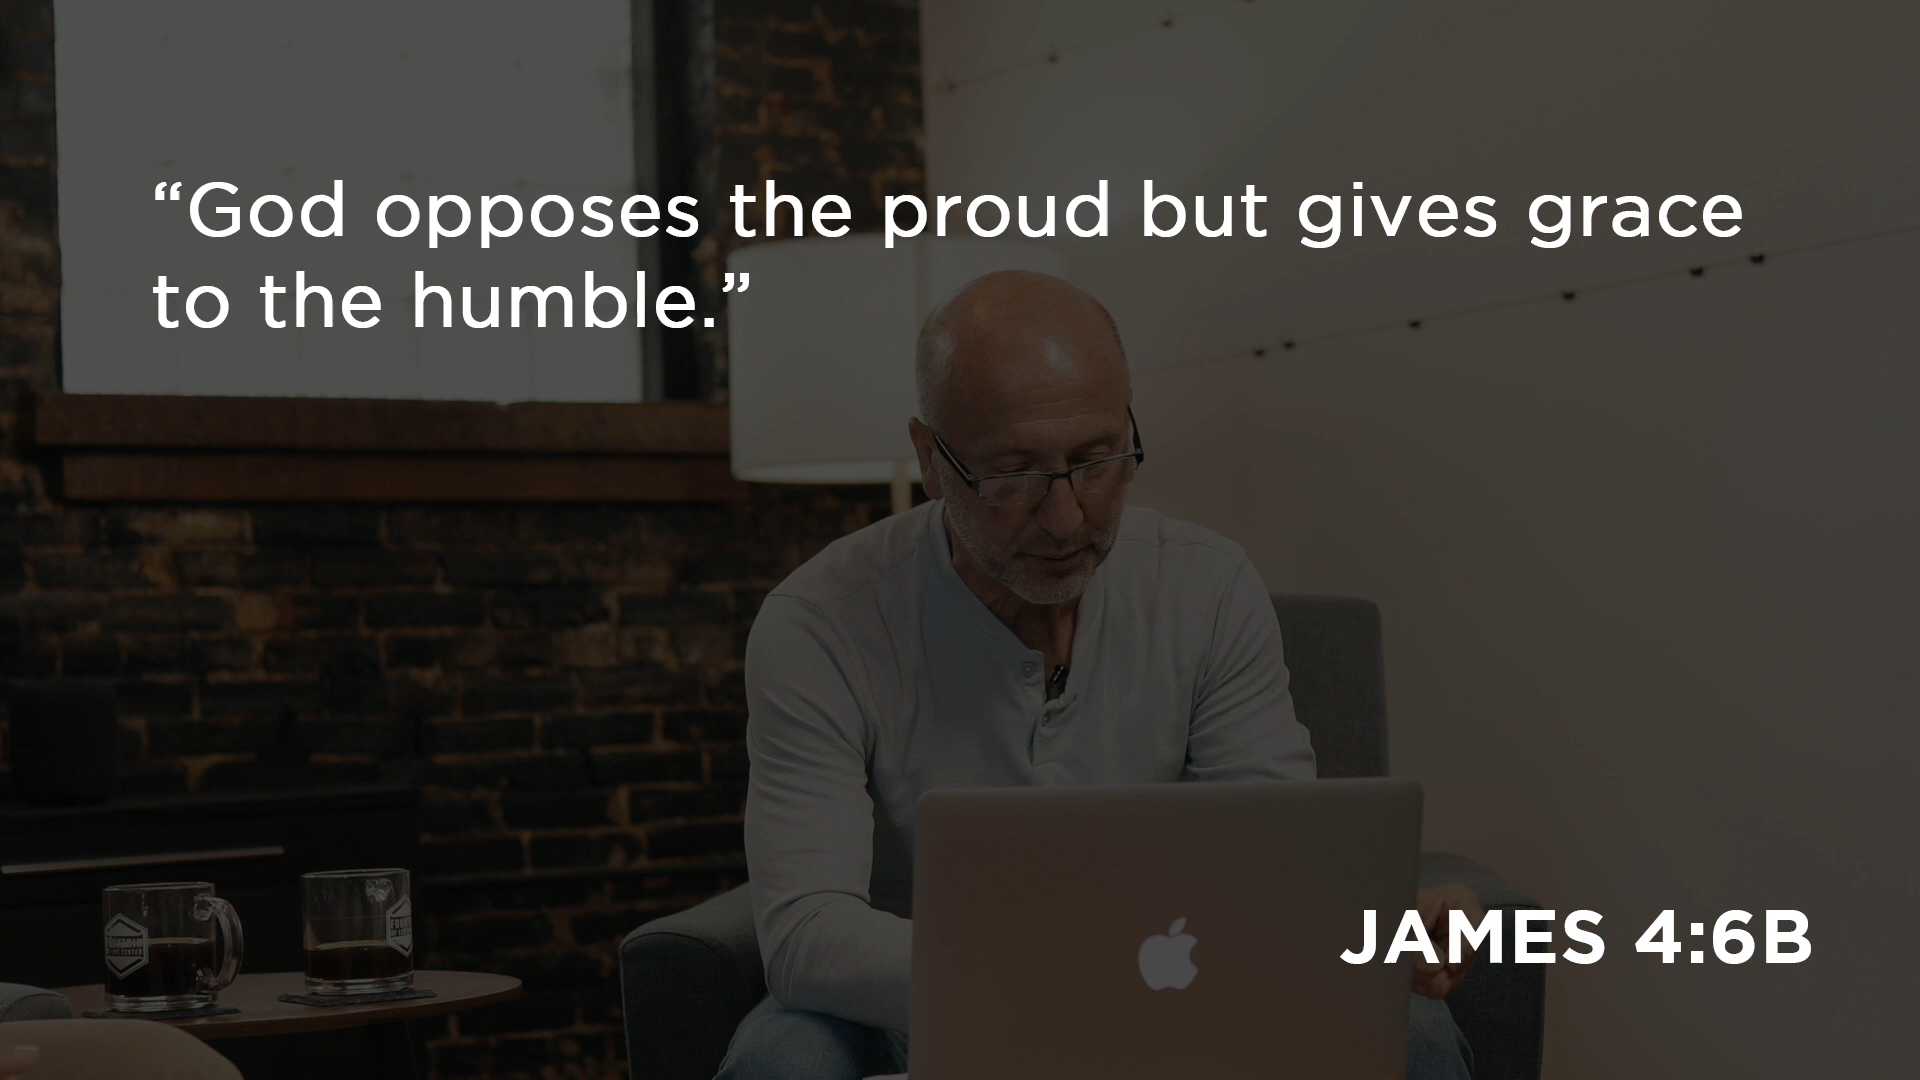 “God opposes the proud but gives grace
to the humble.”
JAMES 4:6B